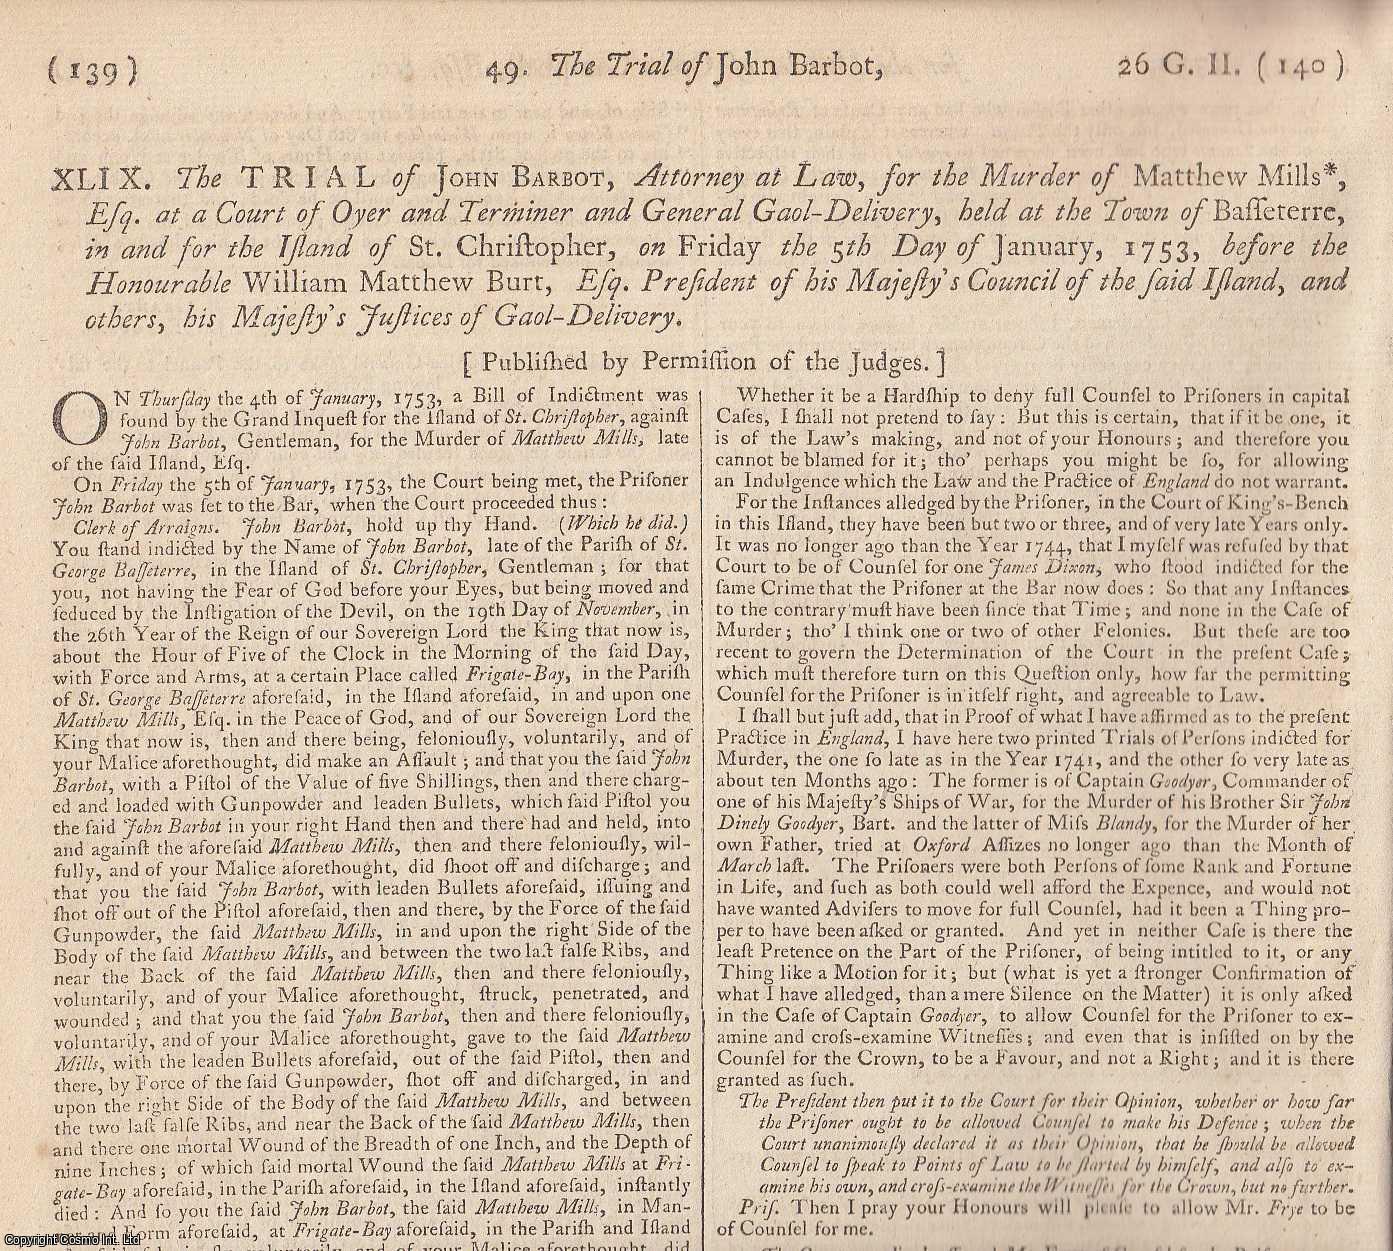 (139)
49. The Trial of John Barbot,
26 G. II. (140)
XLIX. The TRIAL of JOHN BARBOT, Attorney at Law, for the Murder of Matthew Mills*,
Eſq. at a Court of Oyer and Terminer and General Gaol-Delivery, held at the Town of Baſſeterre,
in and for the Iſland of St. Chriſtopher, on Friday the 5th Day of January, 1753, before the
Honourable William Matthew Burt, Eſq. Preſident of his Majeſty's Council of the ſaid Iſland, and
others, his Majeſty's Juſtices of Gaol-Delivery.
[ Publiſhed by Permiſſion of the Judges. ]
ON Thurſday the 4th of January, 1753, a Bill of Indictment was
found by the Grand Inqueſt for the Iſland of St. Chriſtopher, againſt
John Barbot, Gentleman, for the Murder of Matthew Mills, late
of the ſaid Iſland, Eſq.
On Friday the 5th of January, 1753, the Court being met, the Priſoner
John Barbot was ſet to the Bar, when the Court proceeded thus :
Clerk of Arraigns. John Barbot, hold up thy Hand. (Which he did.)
You ſtand indicted by the Name of John Barbot, late of the Pariſh of St.
George Baſſeterre, in the Iſland of St. Chriſtopher, Gentleman ; for that
you, not having the Fear of God before your Eyes, but being moved and
ſeduced by the Inſtigation of the Devil, on the 19th Day of November, in
the 26th Year of the Reign of our Sovereign Lord the King that now is,
about the Hour of Five of the Clock in the Morning of the ſaid Day,
with Force and Arms, at a certain Place called Frigate-Bay, in the Pariſh
of St. George Baſſeterre aforeſaid, in the Iſland aforeſaid, in and upon one
Matthew Mills, Eſq. in the Peace of God, and of our Sovereign Lord the
King that now is, then and there being, feloniouſly, voluntarily, and of
your Malice aforethought, did make an Aſſault ; and that you the ſaid John
Barbot, with a Piſtol of the Value of five Shillings, then and there charg-
ed and loaded with Gunpowder and leaden Bullets, which ſaid Piſtol you
the ſaid John Barbot in your right Hand then and there had and held, into
and againſt the aforeſaid Matthew Mills, then and there feloniouſly, wil-
fully, and of your Malice aforethought, did ſhoot off and diſcharge ; and
that you the ſaid John Barbot, with leaden Bullets aforeſaid, iſſuing and
ſhot off out of the Piſtol aforeſaid, then and there, by the Force of the ſaid
Gunpowder, the ſaid Matthew Mills, in and upon the right Side of the
Body of the ſaid Matthew Mills, and between the two laſt falſe Ribs, and
near the Back of the ſaid Matthew Mills, then and there feloniouſly,
voluntarily, and of your Malice aforethought, ſtruck, penetrated, and
wounded ; and that you the ſaid John Barbot, then and there feloniouſly,
voluntarily, and of your Malice aforethought, gave to the ſaid Matthew
Mills, with the leaden Bullets aforeſaid, out of the ſaid Piſtol, then and
there, by Force of the ſaid Gunpowder, ſhot off and diſcharged, in and
upon the right Side of the Body of the ſaid Matthew Mills, and between
the two laſt falſe Ribs, and near the Back of the ſaid Matthew Mills, then
and there one mortal Wound of the Breadth of one Inch, and the Depth of
nine Inches ; of which ſaid mortal Wound the ſaid Matthew Mills at Fri-
gate-Bay aforeſaid, in the Pariſh aforeſaid, in the Iſland aforeſaid, inſtantly
died : And ſo you the ſaid John Barbot, the ſaid Matthew Mills, in Man-
Form aforeſaid, at Frigate-Bay aforeſaid, in the Pariſh and Iſland
Whether it be a Hardſhip to deny full Counſel to Priſoners in capital
Caſes, I ſhall not pretend to ſay : But this is certain, that if it be one, it
is of the Law's making, and not of your Honours ; and therefore you
cannot be blamed for it ; tho' perhaps you might be ſo, for allowing
an Indulgence which the Law and the Practice of England do not warrant.
For the Inſtances alledged by the Priſoner, in the Court of King's-Bench
in this Iſland, they have been but two or three, and of very late Years only.
It was no longer ago than the Year 1744, that I myſelf was refuſed by that
Court to be of Counſel for one James Dixon, who ſtood indicted for the
ſame Crime that the Priſoner at the Bar now does : So that any Inſtances
to the contrary muſt have been ſince that Time ; and none in the Caſe of
Murder ; tho' I think one or two of other Felonies. But theſe are too
recent to govern the Determination of the Court in the preſent Caſe ;
which muſt therefore turn on this Queſtion only, how far the permitting
Counſel for the Priſoner is in itſelf right, and agreeable to Law.
I ſhall but juſt add, that in Proof of what I have affirmed as to the preſent
Practice in England, I have here two printed Trials of Perſons indicted for
Murder, the one ſo late as in the Year 1741, and the other ſo very late as
about ten Months ago : The former is of Captain Goodyer, Commander of
one of his Majeſty's Ships of War, for the Murder of his Brother Sir John
Dinely Goodyer, Bart. and the latter of Miſs Blandy, for the Murder of her
own Father, tried at Oxford Aſſizes no longer ago than the Month of
March laſt. The Priſoners were both Perſons of ſome Rank and Fortune
in Life, and ſuch as both could well afford the Expence, and would not
have wanted Adviſers to move for full Counſel, had it been a Thing pro-
per to have been aſked or granted. And yet in neither Caſe is there the
leaſt Pretence on the Part of the Priſoner, of being intitled to it, or any
Thing like a Motion for it ; but (what is yet a ſtronger Confirmation of
what I have alledged, than a mere Silence on the Matter) it is only aſked
in the Caſe of Captain Goodyer, to allow Counſel for the Priſoner to ex-
amine and croſs-examine Witneſſes ; and even that is inſiſted on by the
Counſel for the Crown, to be a Favour, and not a Right ; and it is there
granted as ſuch.
The Preſident then put it to the Court for their Opinion, whether or how far
the Priſoner ought to be allowed Counſel to make his Defence ; when the
Court unanimouſly declared it as their Opinion, that he ſhould be allowed
Counſel to ſpeak to Points of Law to be ſtarted by himſelf, and alſo to ex-
amine his own, and croſs-examine the Witneſſes for the Crown, but no further.
Priſ. Then I pray your Honours will pleaſe to allow Mr. Frye to be
of Counſel for me.
Copyright Cosmo Int. Ltd